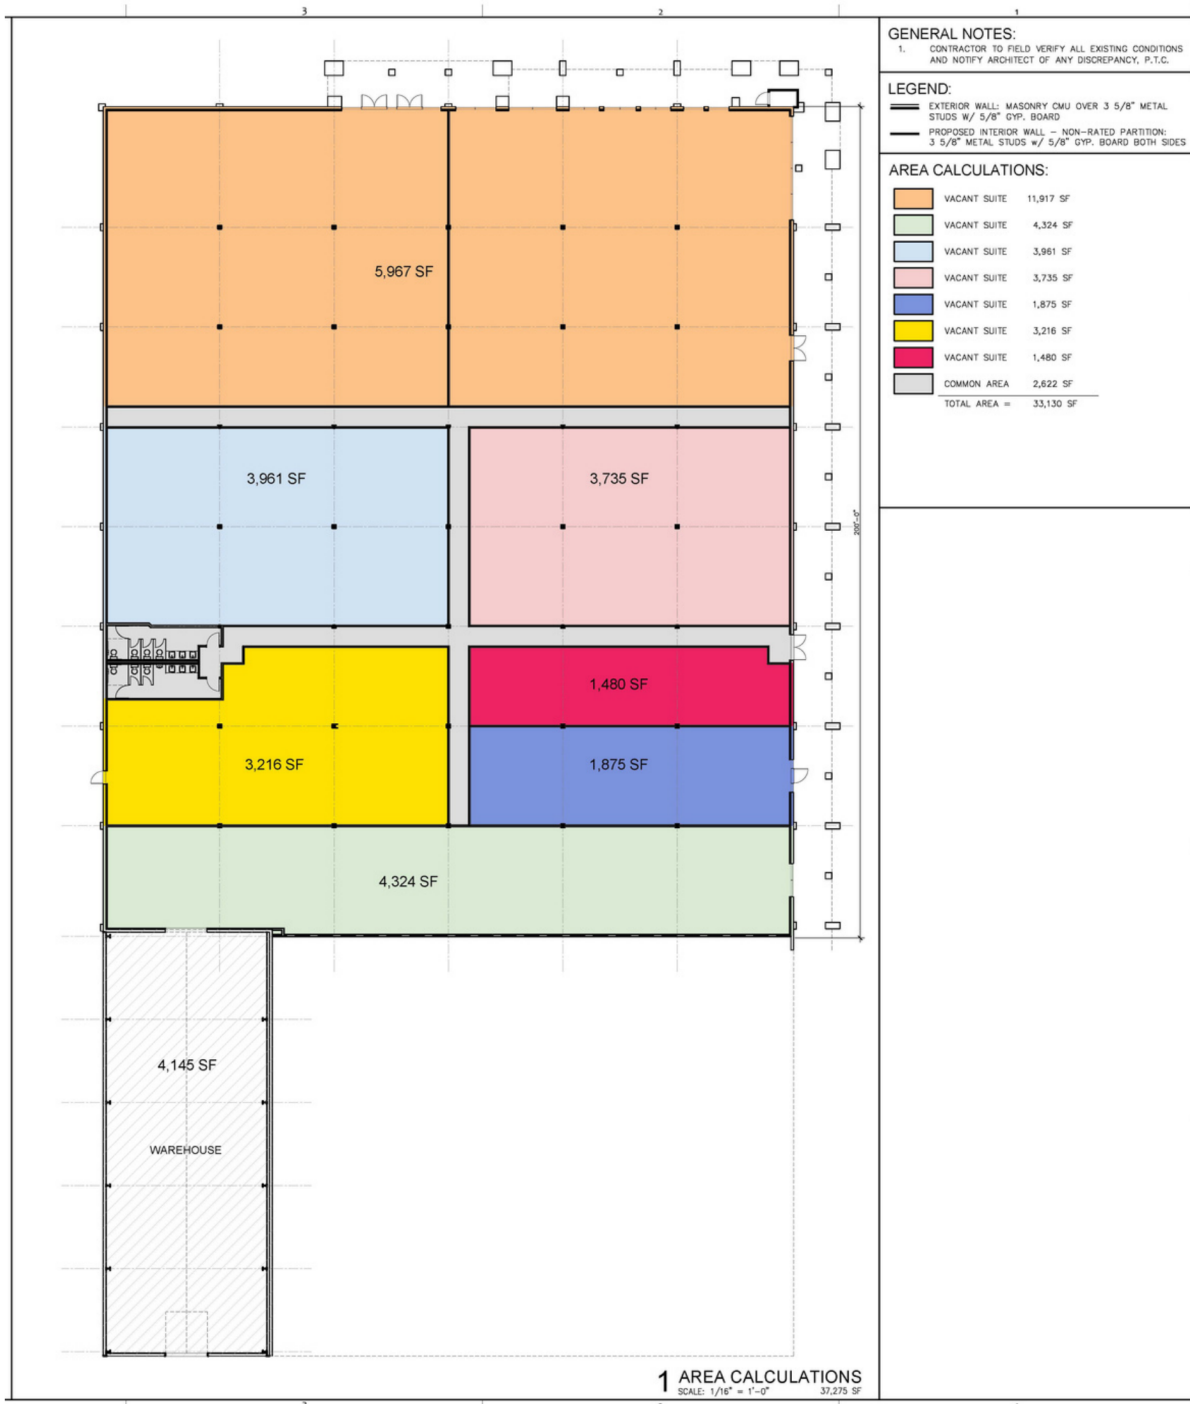 3
2
1
GENERAL NOTES:
1. CONTRACTOR TO FIELD VERIFY ALL EXISTING CONDITIONS
AND NOTIFY ARCHITECT OF ANY DISCREPANCY, P.T.C.
LEGEND:
EXTERIOR WALL: MASONRY CMU OVER 3 5/8" METAL
STUDS W/ 5/8" GYP. BOARD
PROPOSED INTERIOR WALL – NON-RATED PARTITION:
3 5/8" METAL STUDS w/ 5/8" GYP. BOARD BOTH SIDES
AREA CALCULATIONS:
VACANT SUITE 11,917 SF
VACANT SUITE 4,324 SF
VACANT SUITE 3,961 SF
VACANT SUITE 3,735 SF
VACANT SUITE 1,875 SF
VACANT SUITE 3,216 SF
VACANT SUITE 1,480 SF
COMMON AREA 2,622 SF
TOTAL AREA = 33,130 SF
5,967 SF
3,961 SF
3,735 SF
200'-0"
1,480 SF
3,216 SF
1,875 SF
4,324 SF
4,145 SF
WAREHOUSE
1 AREA CALCULATIONS
SCALE: 1/16" = 1'-0" 37,275 SF